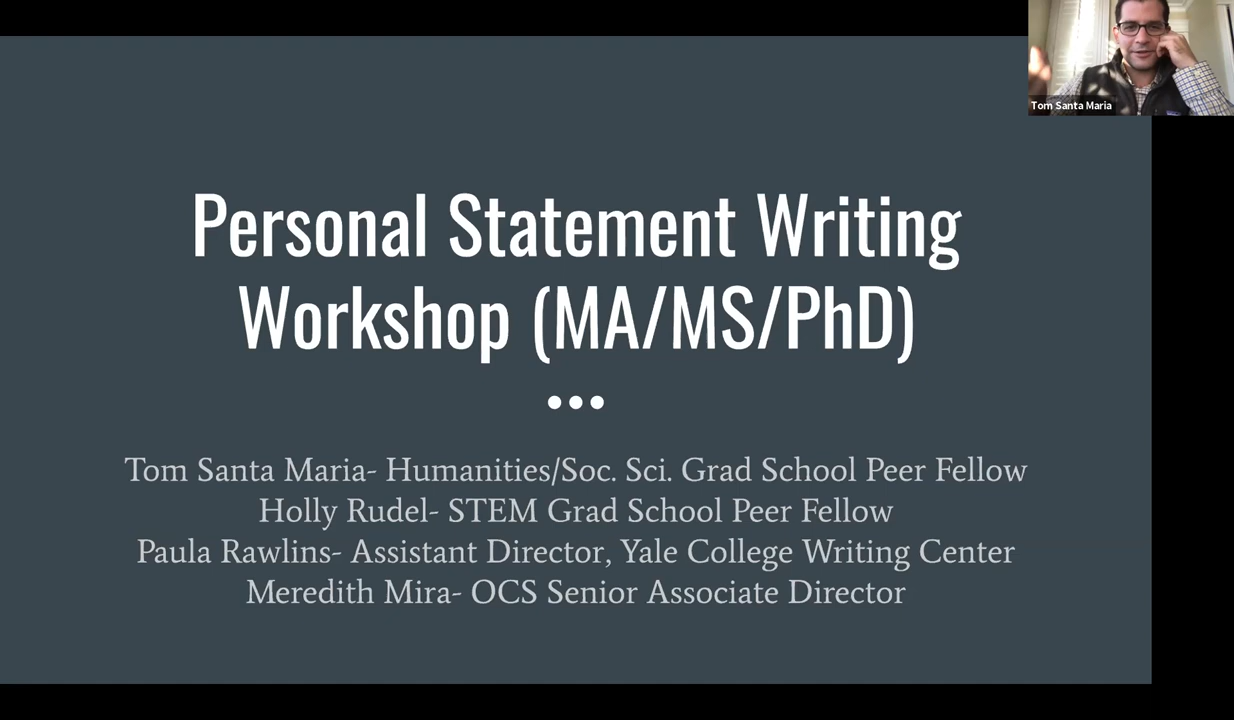 Tom Santa Maria
Personal Statement Writing
Workshop (MA/MS/PhD)
Tom Santa Maria- Humanities/Soc. Sci. Grad School Peer Fellow
Holly Rudel- STEM Grad School Peer Fellow
Paula Rawlins- Assistant Director, Yale College Writing Center
Meredith Mira- OCS Senior Associate Director